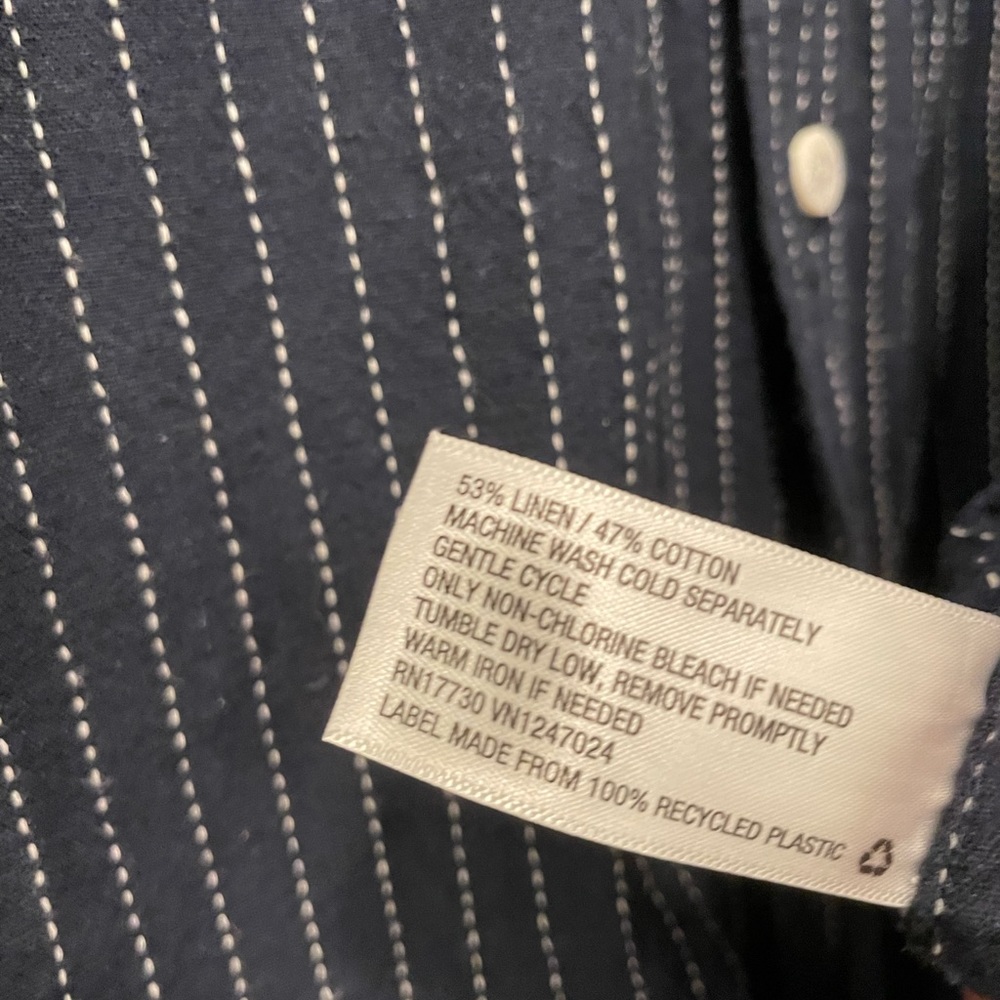 53% LINEN / 47% COTTON
MACHINE WASH COLD SEPARATELY
GENTLE CYCLE
ONLY NON-CHLORINE BLEACH IF NEEDED
TUMBLE DRY LOW, REMOVE PROMPTLY
WARM IRON IF NEEDED
RN17730 VN1247024
LABEL MADE FROM 100% RECYCLED PLASTIC